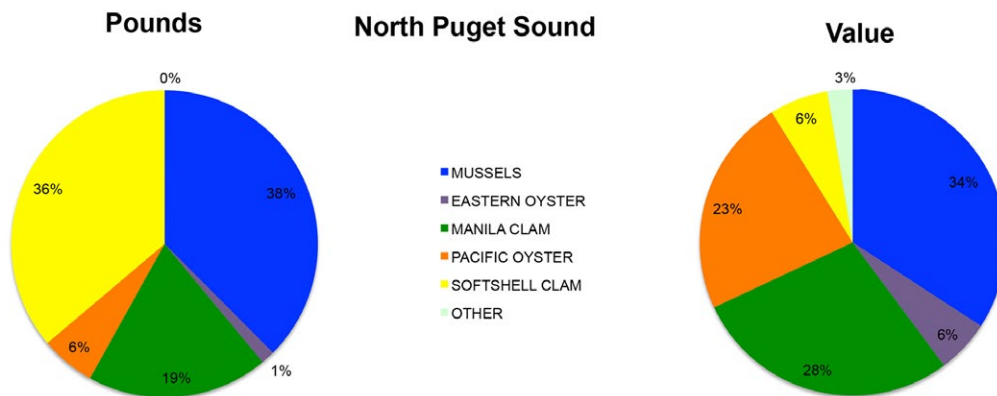 Pounds
North Puget Sound
Value
0%
38%
1%
19%
6%
36%
MUSSELS
EASTERN OYSTER
MANILA CLAM
PACIFIC OYSTER
SOFTSHELL CLAM
OTHER
3%
34%
6%
28%
23%
6%